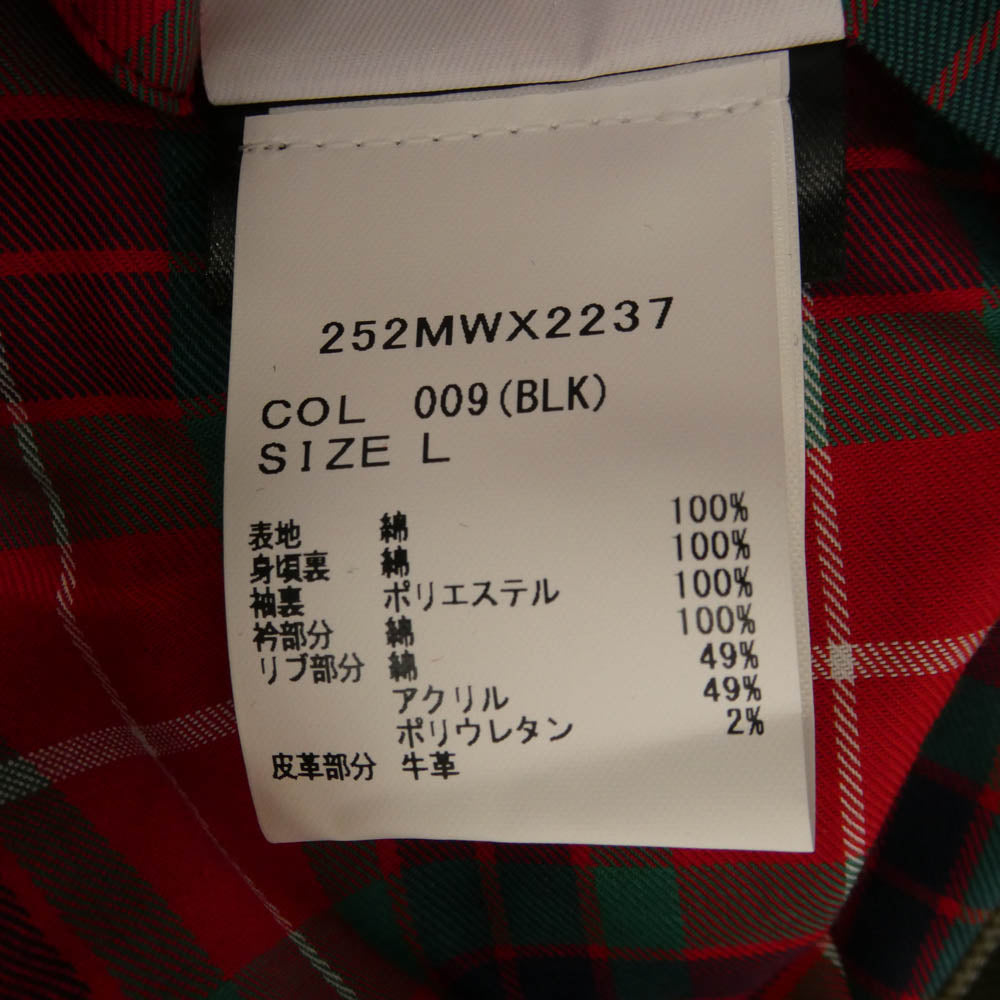 252MWX2237
COL 009(BLK)
SIZE L
表地 綿 100%
身頃裏 綿 100%
袖裏 ポリエステル 100%
衿部分 綿 100%
リブ部分 綿 49%
アクリル 49%
ポリウレタン 2%
皮革部分 牛革